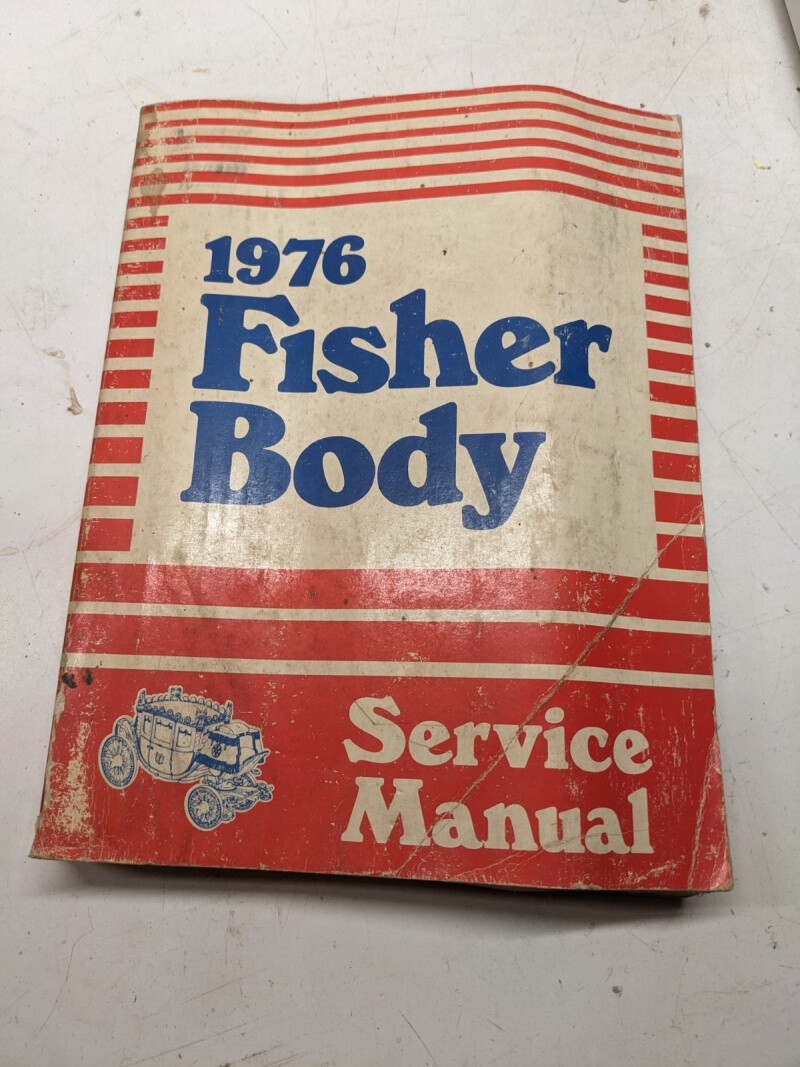 1976
Fisher
Body
Service
Manual